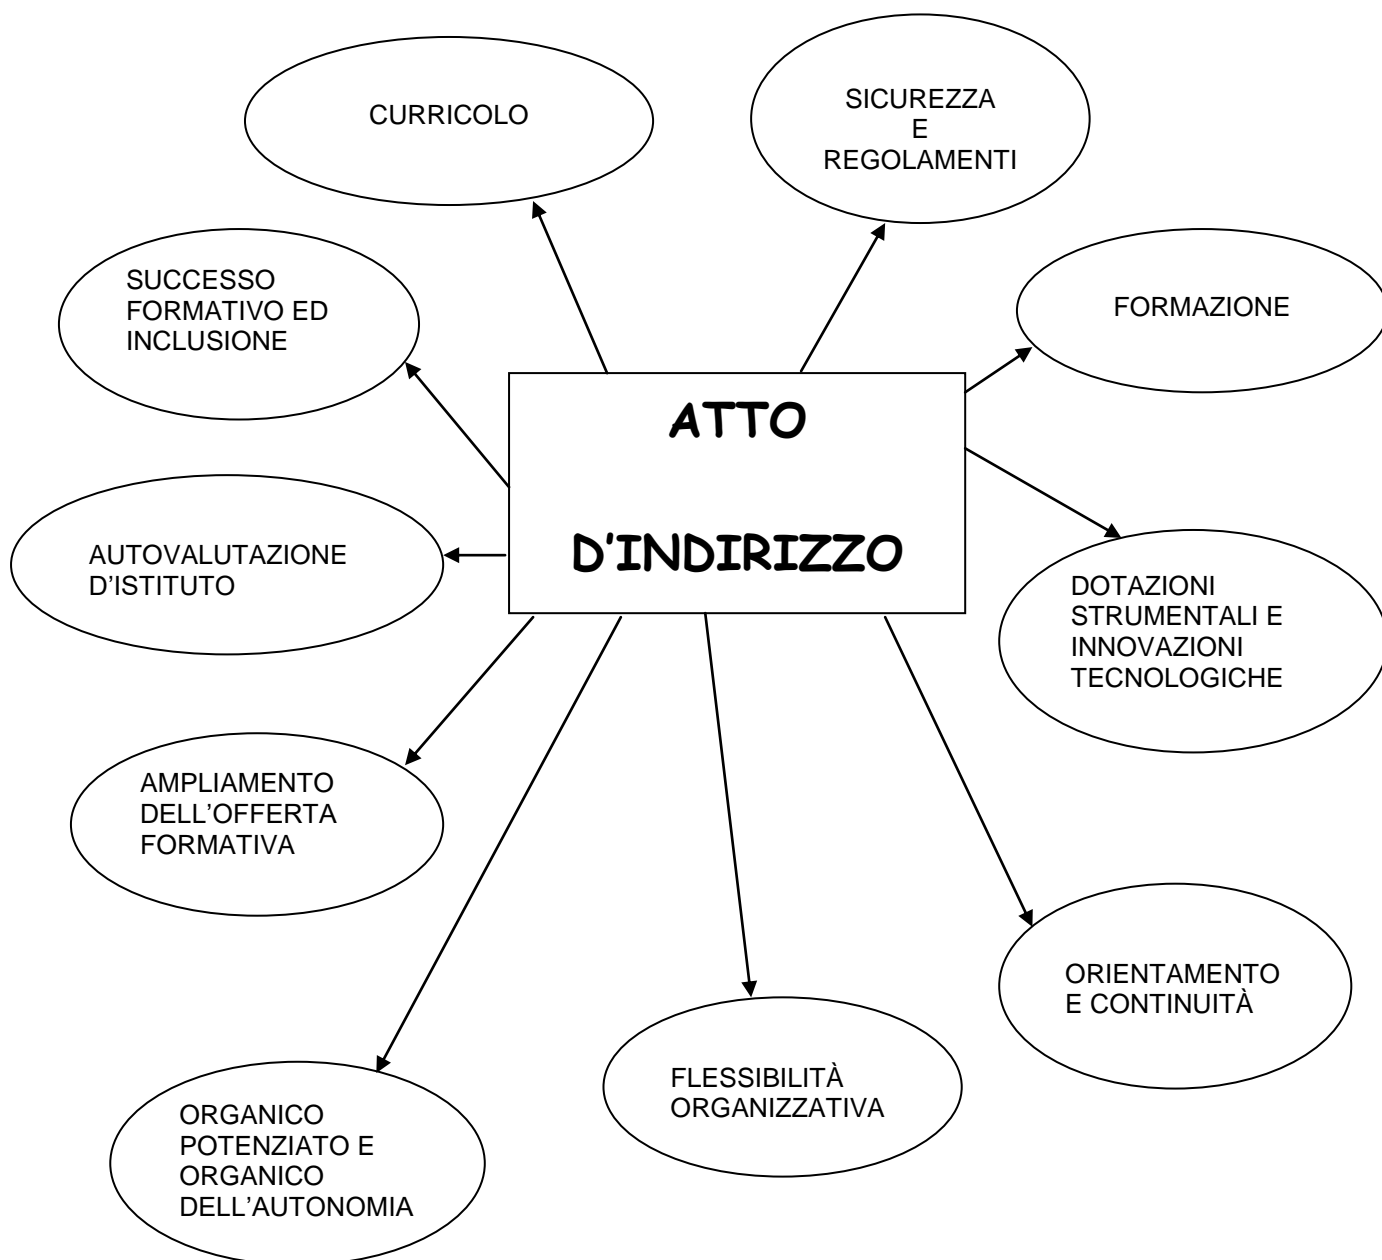 CURRICOLO
SICUREZZA
E
REGOLAMENTI
SUCCESSO
FORMATIVO ED
INCLUSIONE
FORMAZIONE
ATTO
D'INDIRIZZO
AUTOVALUTAZIONE
D’ISTITUTO
DOTAZIONI
STRUMENTALI E
INNOVAZIONI
TECNOLOGICHE
AMPLIAMENTO
DELL’OFFERTA
FORMATIVA
ORIENTAMENTO
E CONTINUITÀ
FLESSIBILITÀ
ORGANIZZATIVA
ORGANICO
POTENZIATO E
ORGANICO
DELL’AUTONOMIA